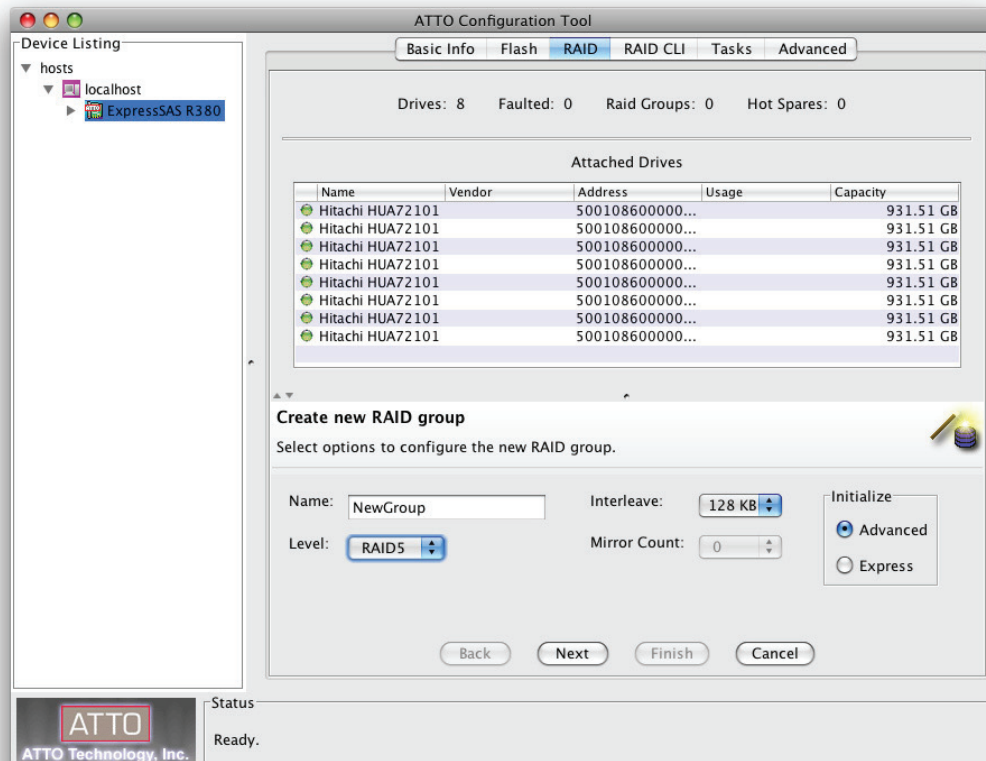 ATTO Configuration Tool
Device Listing
hosts
localhost
ExpressSAS R380
Basic Info Flash RAID RAID CLI Tasks Advanced
Drives: 8 Faulted: 0 Raid Groups: 0 Hot Spares: 0
Attached Drives
Name Vendor Address Usage Capacity
Hitachi HUA72101 500108600000... 931.51 GB
Hitachi HUA72101 500108600000... 931.51 GB
Hitachi HUA72101 500108600000... 931.51 GB
Hitachi HUA72101 500108600000... 931.51 GB
Hitachi HUA72101 500108600000... 931.51 GB
Hitachi HUA72101 500108600000... 931.51 GB
Hitachi HUA72101 500108600000... 931.51 GB
Hitachi HUA72101 500108600000... 931.51 GB
Create new RAID group
Select options to configure the new RAID group.
Name: NewGroup Interleave: 128 KB Initialize
Advanced
Level: RAID5 Mirror Count: 0
Express
Back Next Finish Cancel
Status
ATTO
Ready.
ATTO Technology, Inc.